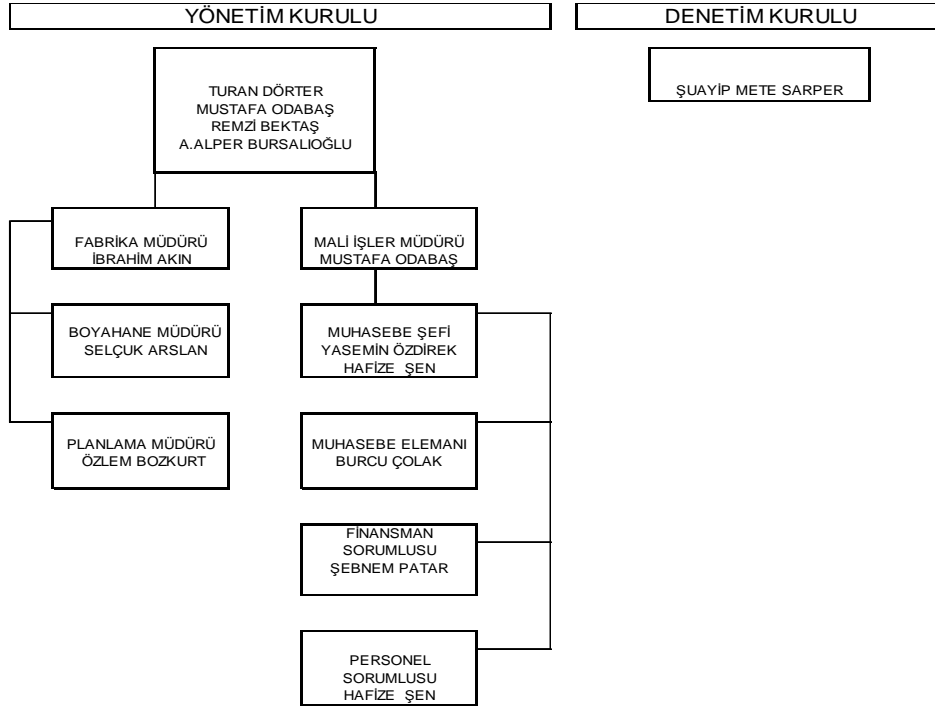 YÖNETİM KURULU
DENETİM KURULU
TURAN DÖRTER
MUSTAFA ODABAŞ
REMZİ BEKTAŞ
A.ALPER BURSALIOĞLU
ŞUAYİP METE SARPER
FABRİKA MÜDÜRÜ
İBRAHİM AKIN
MALİ İŞLER MÜDÜRÜ
MUSTAFA ODABAŞ
BOYAHANE MÜDÜRÜ
SELÇUK ARSLAN
MUHASEBE ŞEFİ
YASEMİN ÖZDİREK
HAFİZE ŞEN
PLANLAMA MÜDÜRÜ
ÖZLEM BOZKURT
MUHASEBE ELEMANI
BURCU ÇOLAK
FİNANSMAN
SORUMLUSU
ŞEBNEM PATAR
PERSONEL
SORUMLUSU
HAFİZE ŞEN